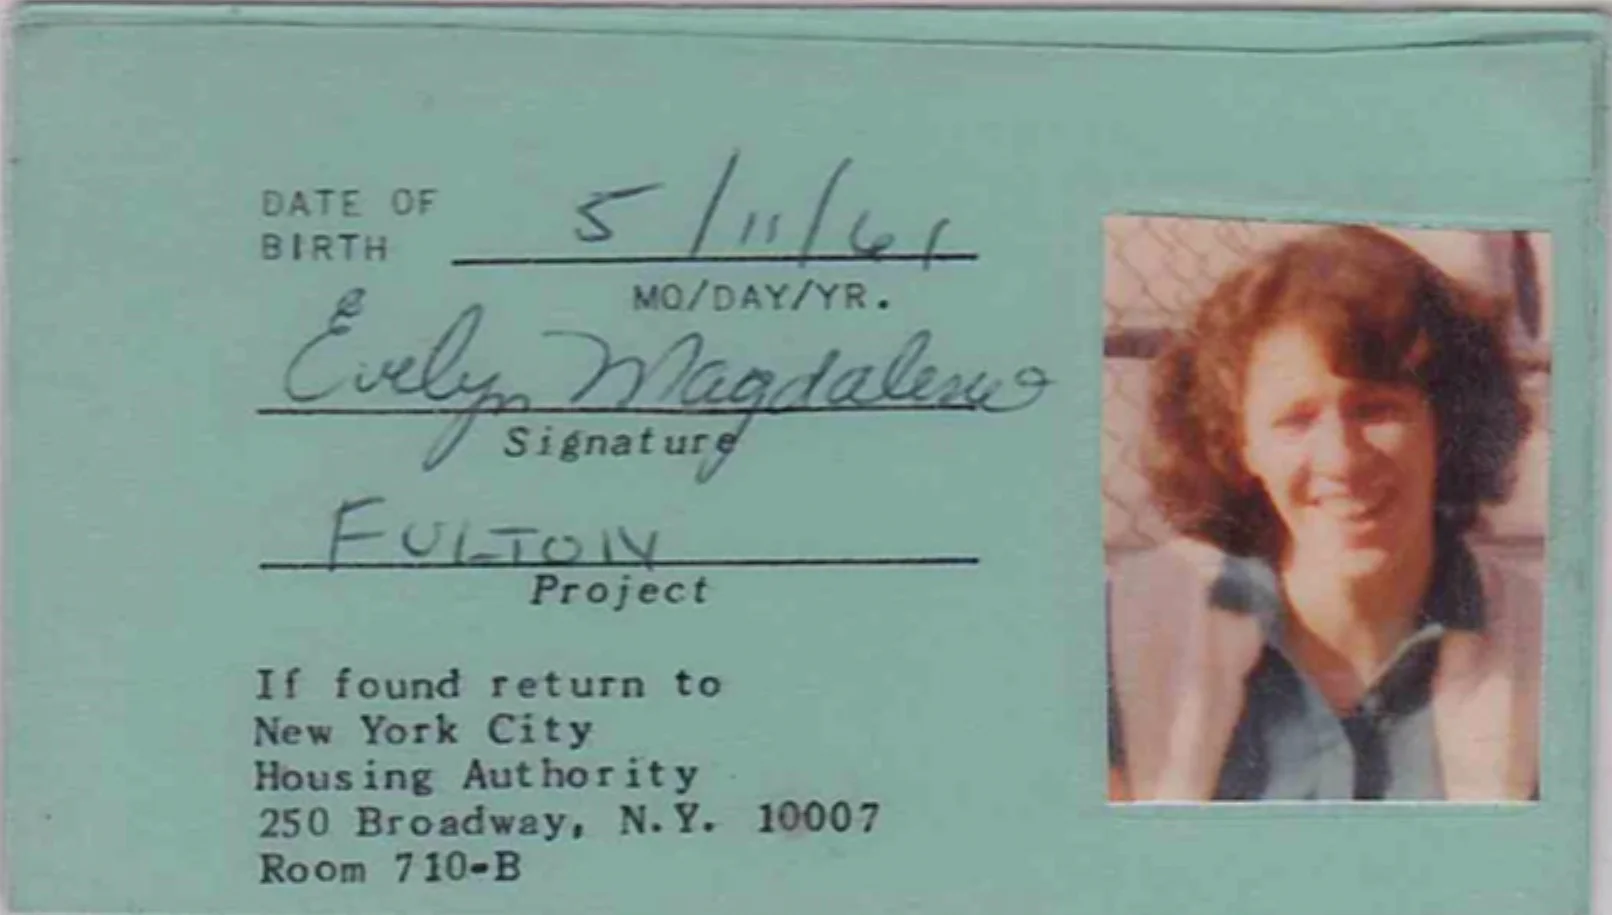 DATE OF
BIRTH 5/11/61
MO/DAY/YR.
Evelyn Magdaleno
Signature
FULTON
Project
If found return to
New York City
Housing Authority
250 Broadway, N.Y. 10007
Room 710-B